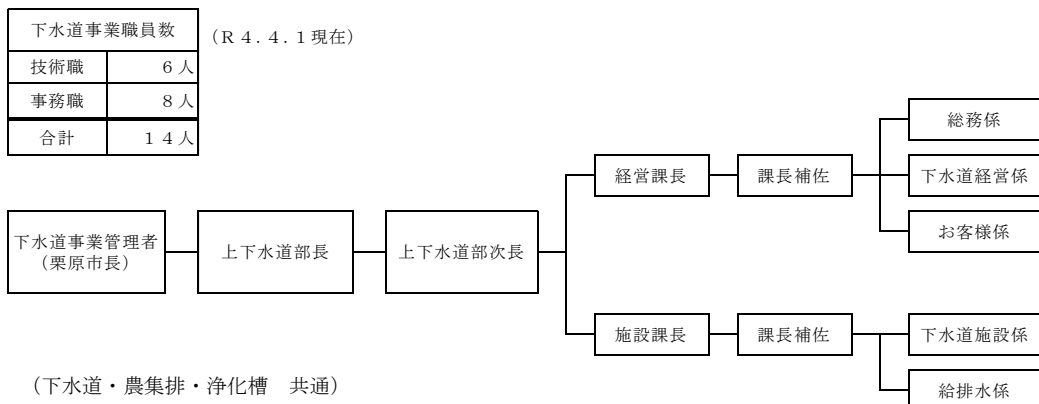 下水道事業職員数
(R4.4.1現在)
技術職 6人
事務職 8人
合計 14人
総務係
経営課長 課長補佐 下水道経営係
お客様係
下水道事業管理者
(栗原市長)
上下水道部長 上下水道部次長
施設課長 課長補佐 下水道施設係
給排水係
(下水道・農集排・浄化槽 共通)